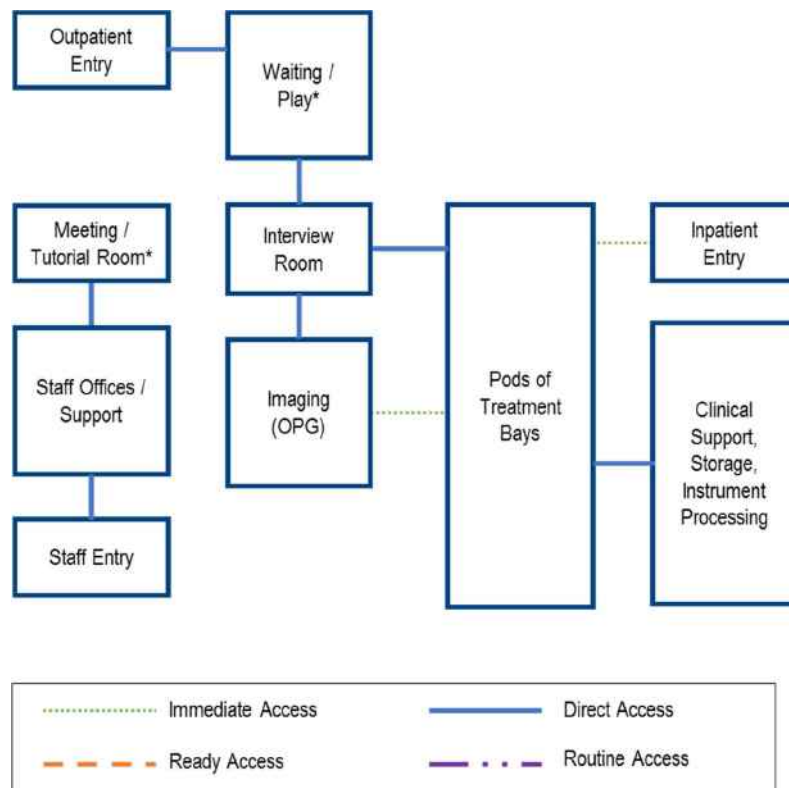 Outpatient
Entry
Waiting /
Play*
Meeting /
Tutorial Room*
Interview
Room
Inpatient
Entry
Staff Offices /
Support
Imaging
(OPG)
Pods of
Treatment
Bays
Clinical
Support,
Storage,
Instrument
Processing
Staff Entry
Immediate Access
Direct Access
Ready Access
Routine Access